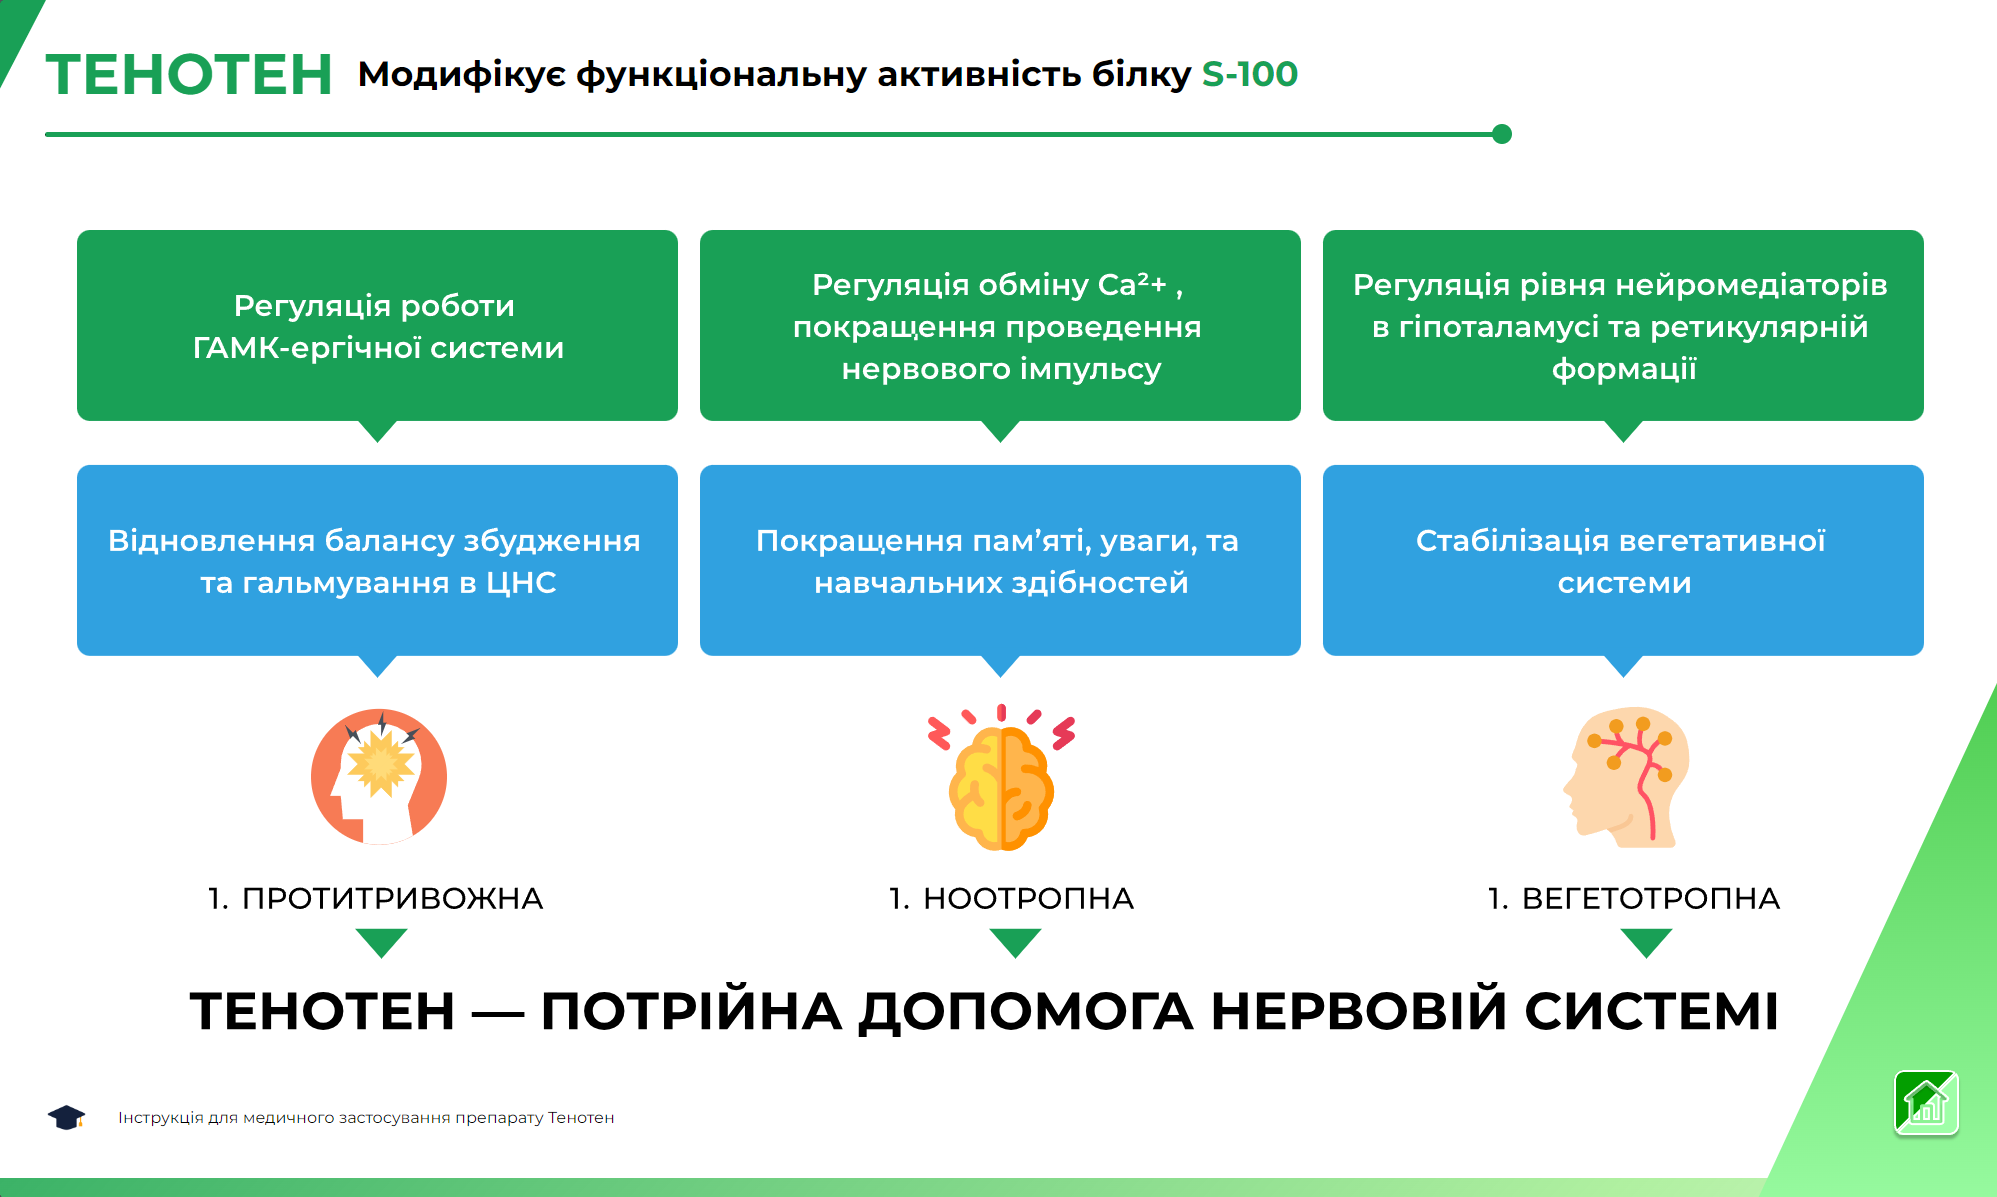 ТЕНОТЕН Модифікує функціональну активність білку S-100
Регуляція роботи
ГАМК-ергічної системи
Регуляція обміну Ca²+ ,
покращення проведення
нервового імпульсу
Регуляція рівня нейромедіаторів
в гіпоталамусі та ретикулярній
формації
Відновлення балансу збудження
та гальмування в ЦНС
Покращення пам’яті, уваги, та
навчальних здібностей
Стабілізація вегетативної
системи
1. ПРОТИТРИВОЖНА
1. НООТРОПНА
1. ВЕГЕТОТРОПНА
ТЕНОТЕН — ПОТРІЙНА ДОПОМОГА НЕРВОВІЙ СИСТЕМІ
Інструкція для медичного застосування препарату Тенотен